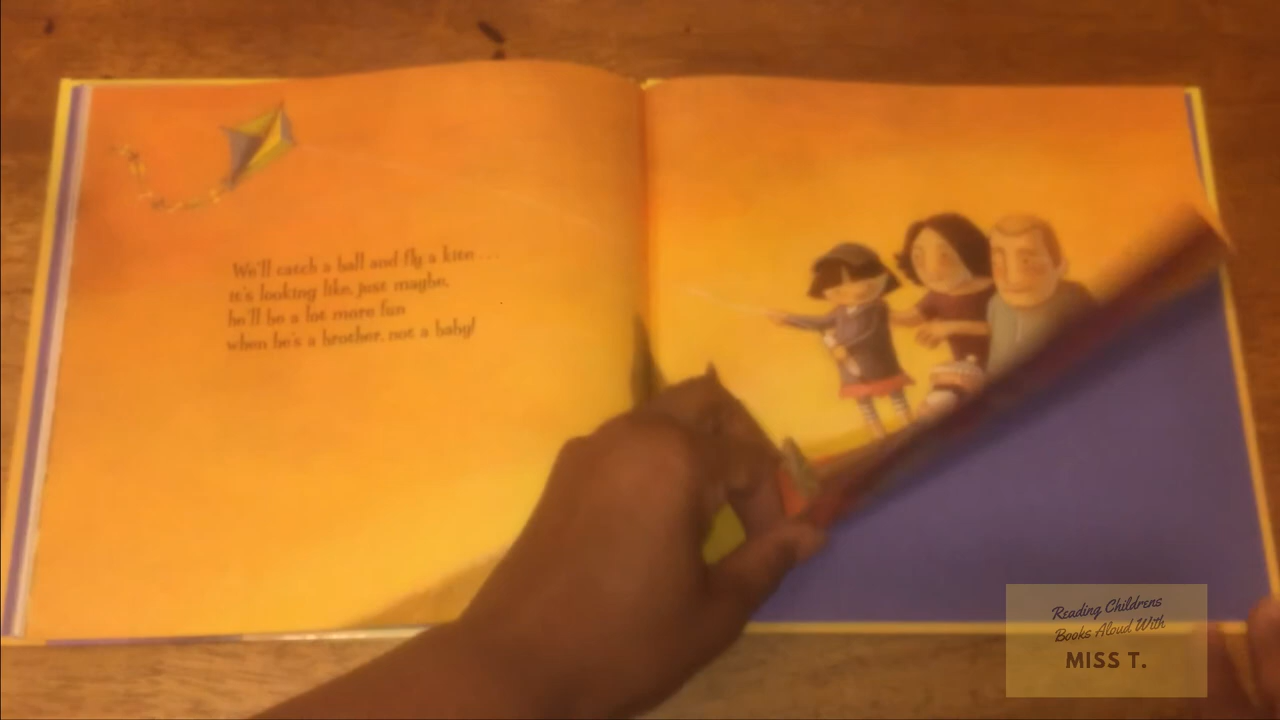 We'll catch a ball and fly a kite...
it's looking like, just maybe,
he'll be a lot more fun
when he's a brother, not a baby!
Reading Childrens
Books Aloud With
MISS T.